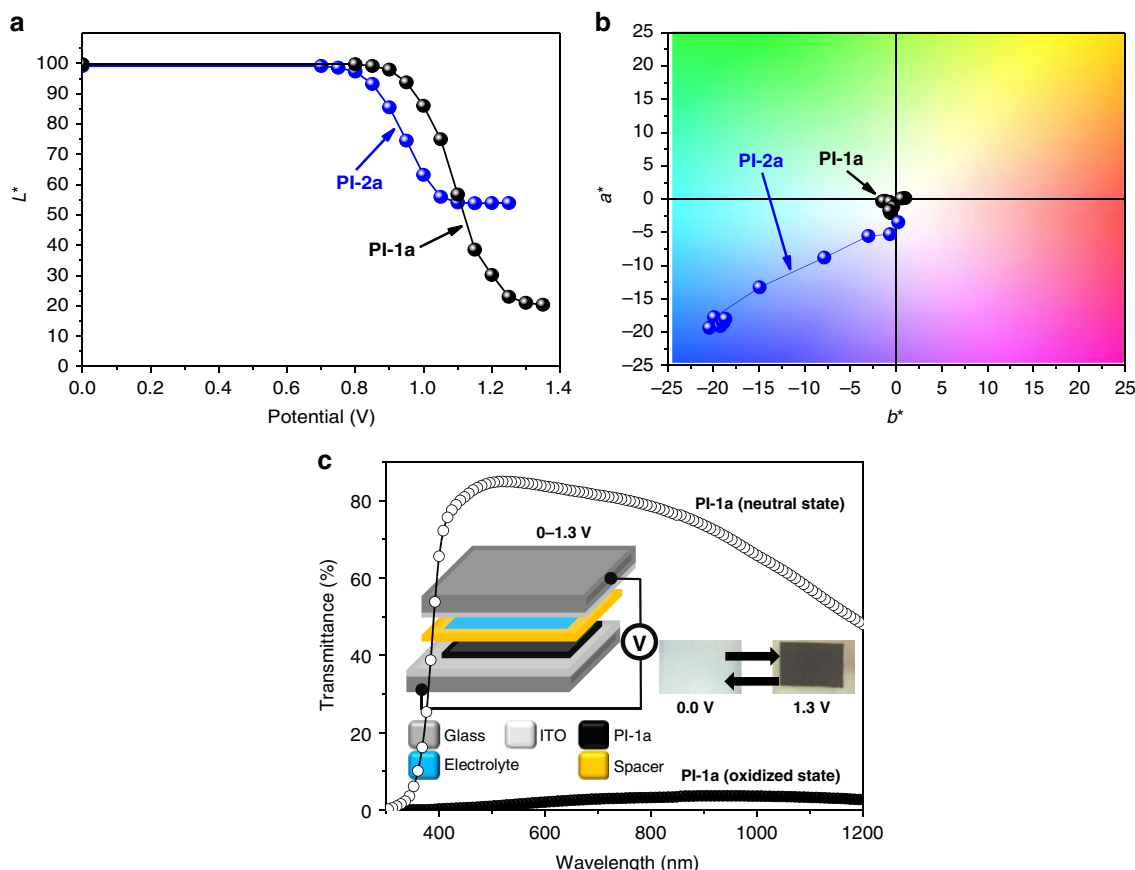 a
L*
100
90
80
70
60
50
40
30
20
10
0
PI-2a
PI-1a
0.0 0.2 0.4 0.6 0.8 1.0 1.2 1.4
Potential (V)
b
a*
25
20
15
10
5
0
−5
−10
−15
−20
−25
PI-2a
PI-1a
−25 −20 −15 −10 −5 0 5 10 15 20 25
b*
c
Transmittance (%)
80
60
40
20
0
PI-1a (neutral state)
0–1.3 V
V
0.0 V 1.3 V
Glass ITO PI-1a
Electrolyte Spacer
PI-1a (oxidized state)
400 600 800 1000 1200
Wavelength (nm)